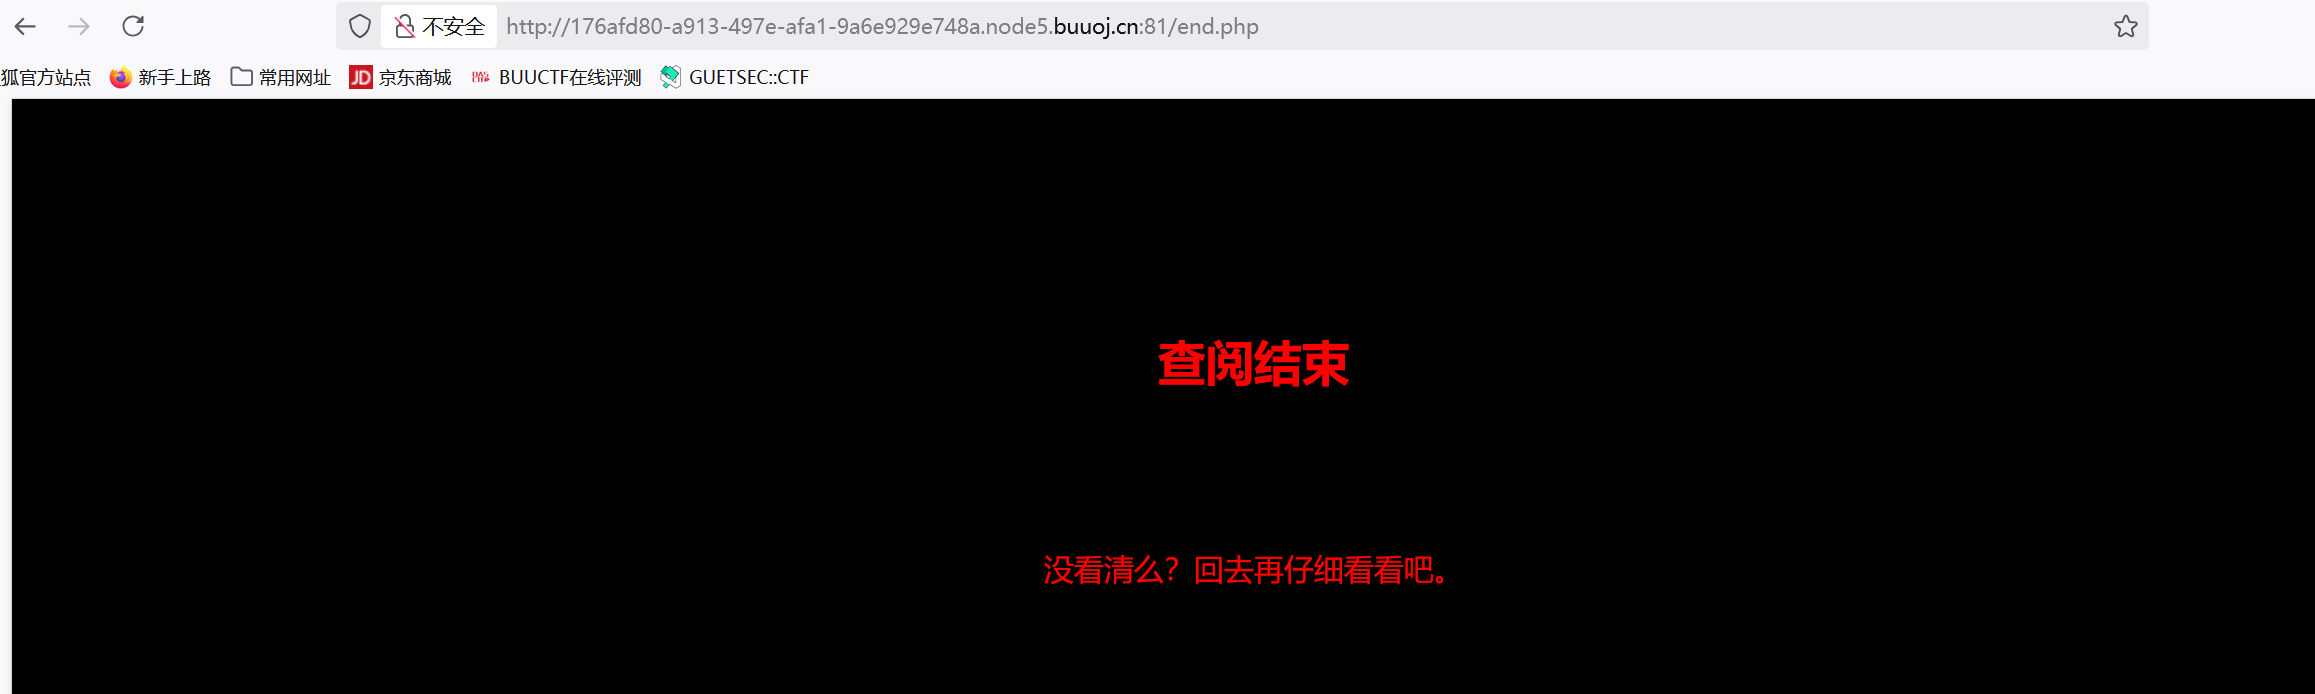 不安全 http://176afd80-a913-497e-afa1-9a6e929e748a.node5.buuoj.cn:81/end.php
狐官方站点 新手上路 常用网址 JD 京东商城 BUUCTF在线评测 GUETSEC::CTF
查阅结束
没看清么？回去再仔细看看吧。